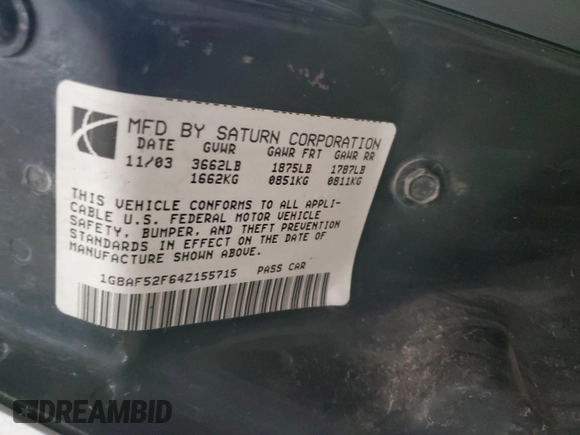 MFD BY SATURN CORPORATION
DATE GVWR GAWR FRT GAWR RR
11/03 3662LB 1875LB 1787LB
1662KG 0851KG 0811KG
THIS VEHICLE CONFORMS TO ALL APPLI-
CABLE U.S. FEDERAL MOTOR VEHICLE
SAFETY, BUMPER, AND THEFT PREVENTION
STANDARDS IN EFFECT ON THE DATE OF
MANUFACTURE SHOWN ABOVE.
1G8AF52F64Z155715 PASS CAR
DREAMBID